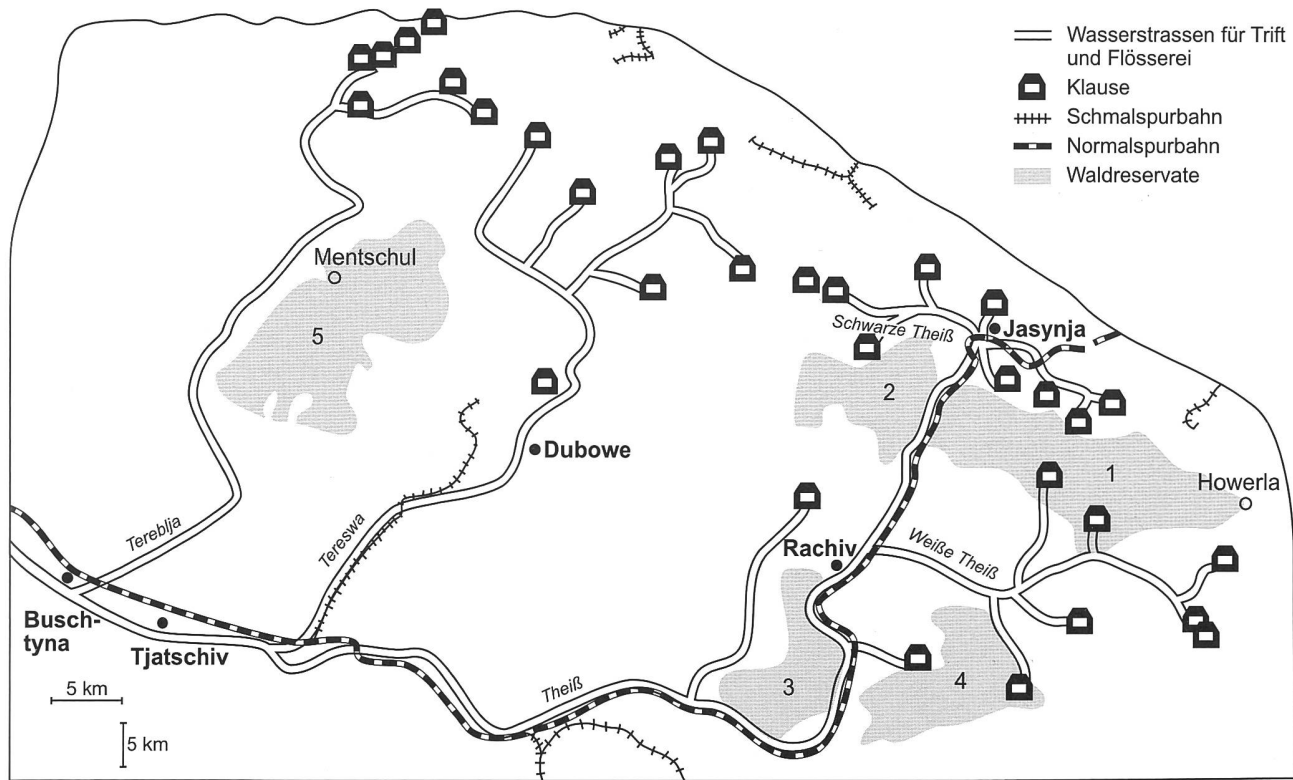 Wasserstrassen für Trift
und Flösserei
Klause
Schmalspurbahn
Normalspurbahn
Waldreservate
Mentschul
5
Schwarze Theiß
Jasynja
2
Dubowe
1
Howerla
Tereblja
Tereswa
Rachiv
Weiße Theiß
Busch-
tyna
Tjatschiv
Theiß
3
4
5 km
5 km